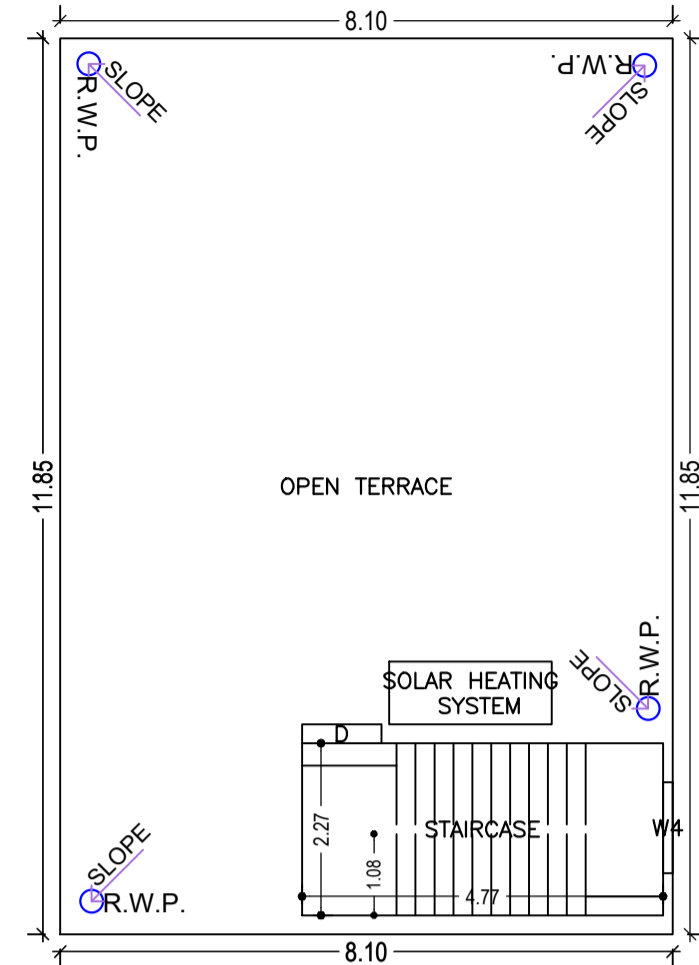 8.10
SLOPE
R.W.P.
R.W.P.
SLOPE
11.85
11.85
OPEN TERRACE
R.W.P.
SLOPE
SOLAR HEATING
SYSTEM
D
2.27
STAIRCASE
W4
1.08
4.77
SLOPE
R.W.P.
8.10